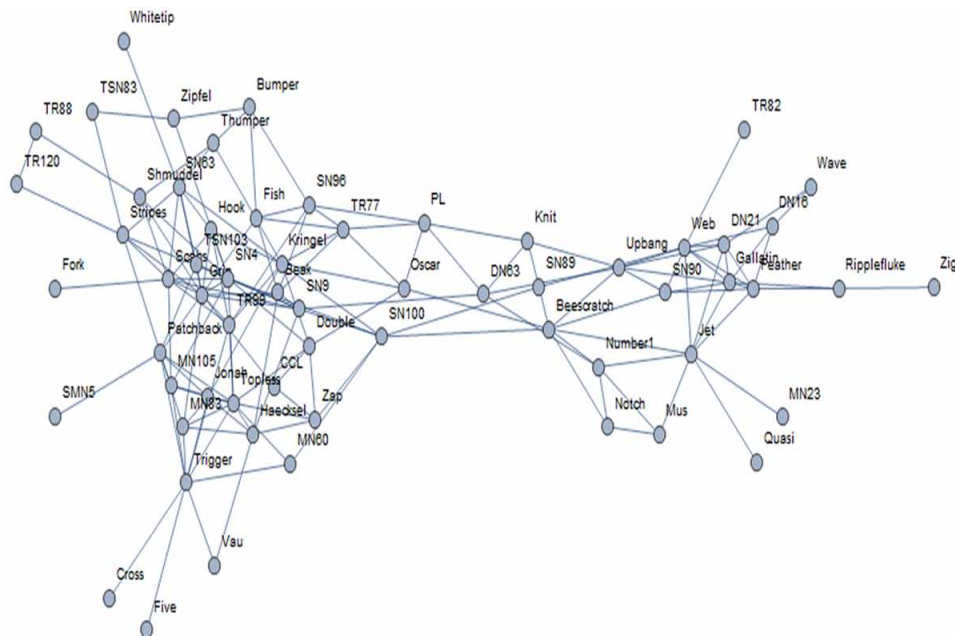 Whitetip
TSN83
Zipfel
Bumper
TR88
Thumper
TR82
TR120
Shmuddel
SN63
Wave
Stripes
Hook
Fish
SN96
TR77
PL
DN16
Knit
Web
DN21
TSN103
Kringel
Upbang
Gallatin
Fork
Scabs
Grin
SN4
Beak
Oscar
DN63
SN89
SN90
Feather
Ripplefluke
Zig
TR99
SN9
Patchback
Double
SN100
Beescratch
Jet
MN105
Jonah
Topless
CCL
Number1
SMN5
MN83
Haecksel
Zap
Notch
Mus
MN23
Trigger
MN60
Quasi
Vau
Cross
Five